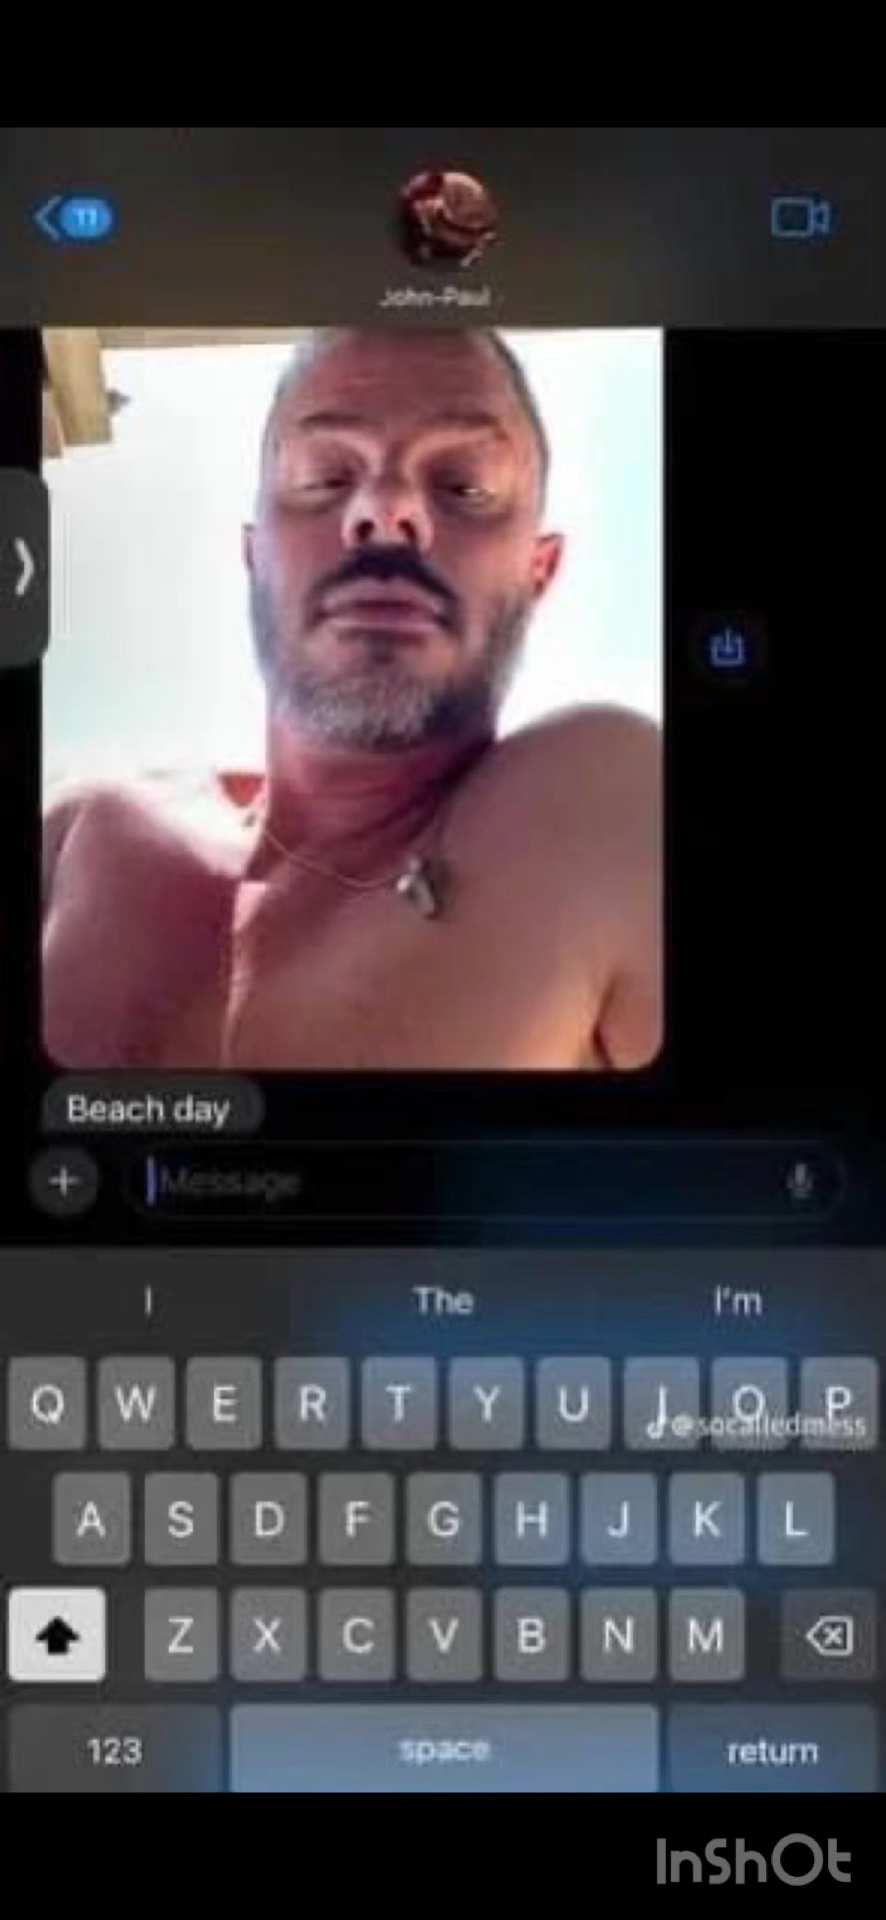 11
John-Paul
Beach day
Message
I
The
I'm
Q W E R T Y U I O P
@socalledmess
A S D F G H J K L
Z X C V B N M
123
space
return
InShOt